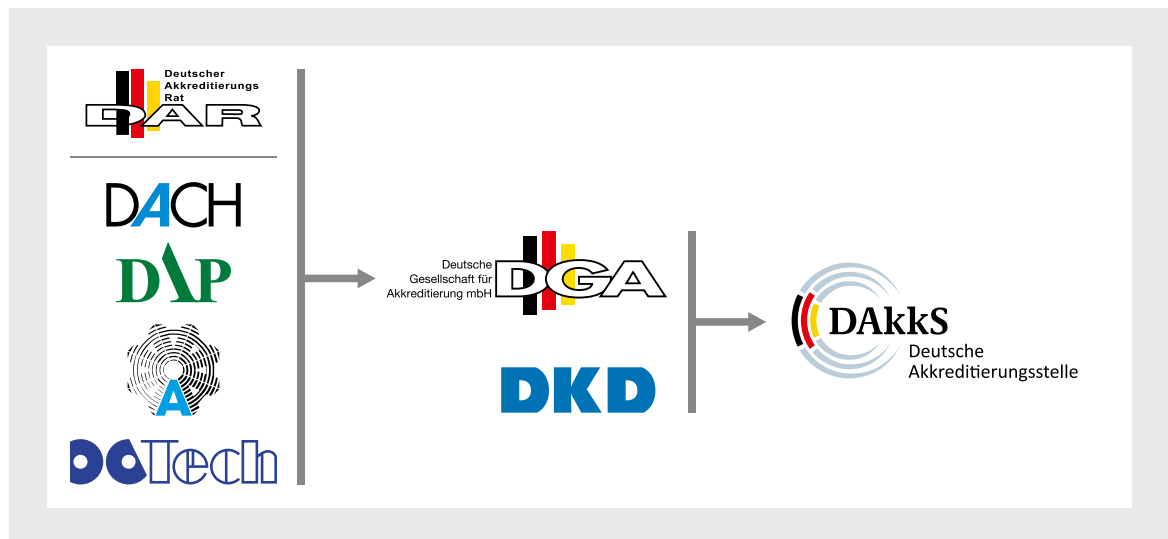 Deutscher
Akkreditierungs
Rat
DAR
DACH
DAP
A
DATech
Deutsche
Gesellschaft für
Akkreditierung mbH
DGA
DKD
DAkkS
Deutsche
Akkreditierungsstelle